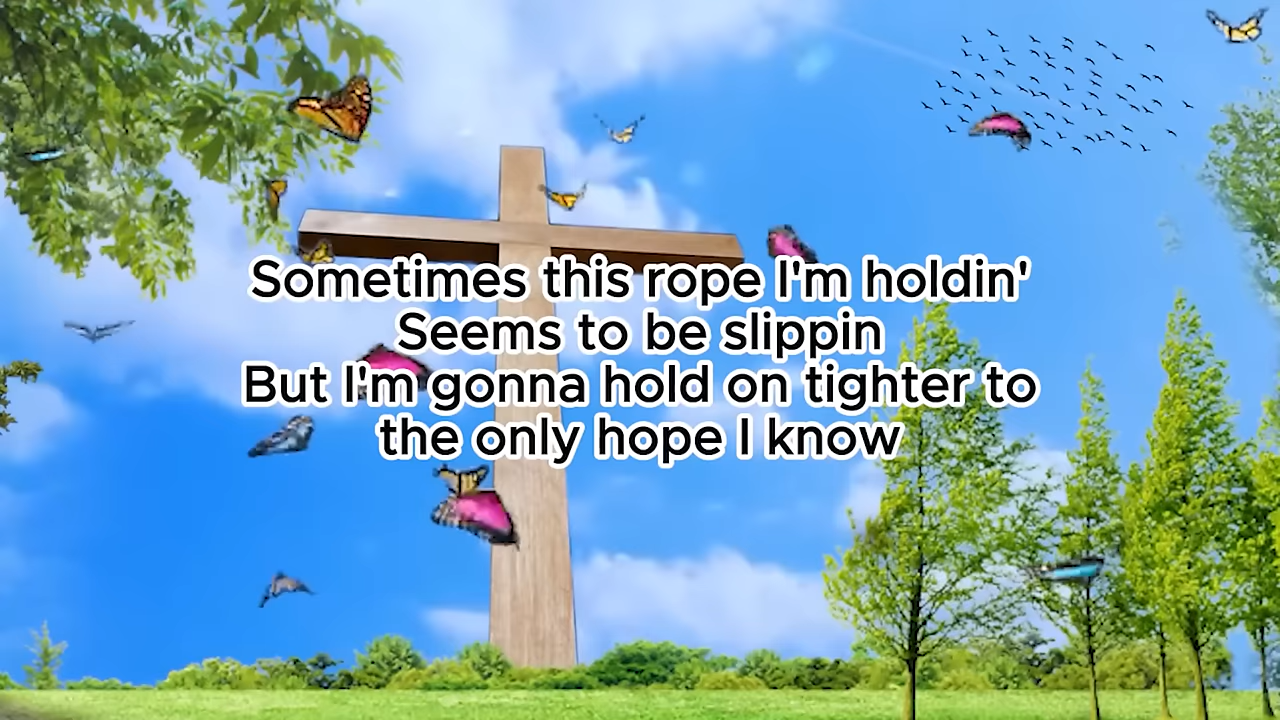 Sometimes this rope I'm holdin'
Seems to be slippin
But I'm gonna hold on tighter to
the only hope I know